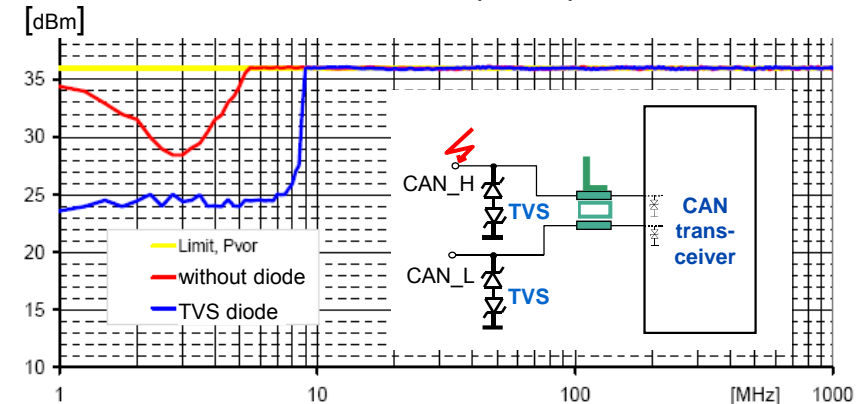 [dBm]
35
30
25
20
15
10
Limit, Pvor
without diode
TVS diode
CAN_H
TVS
CAN_L
TVS
CAN
trans-
ceiver
1
10
100
[MHz]
1000